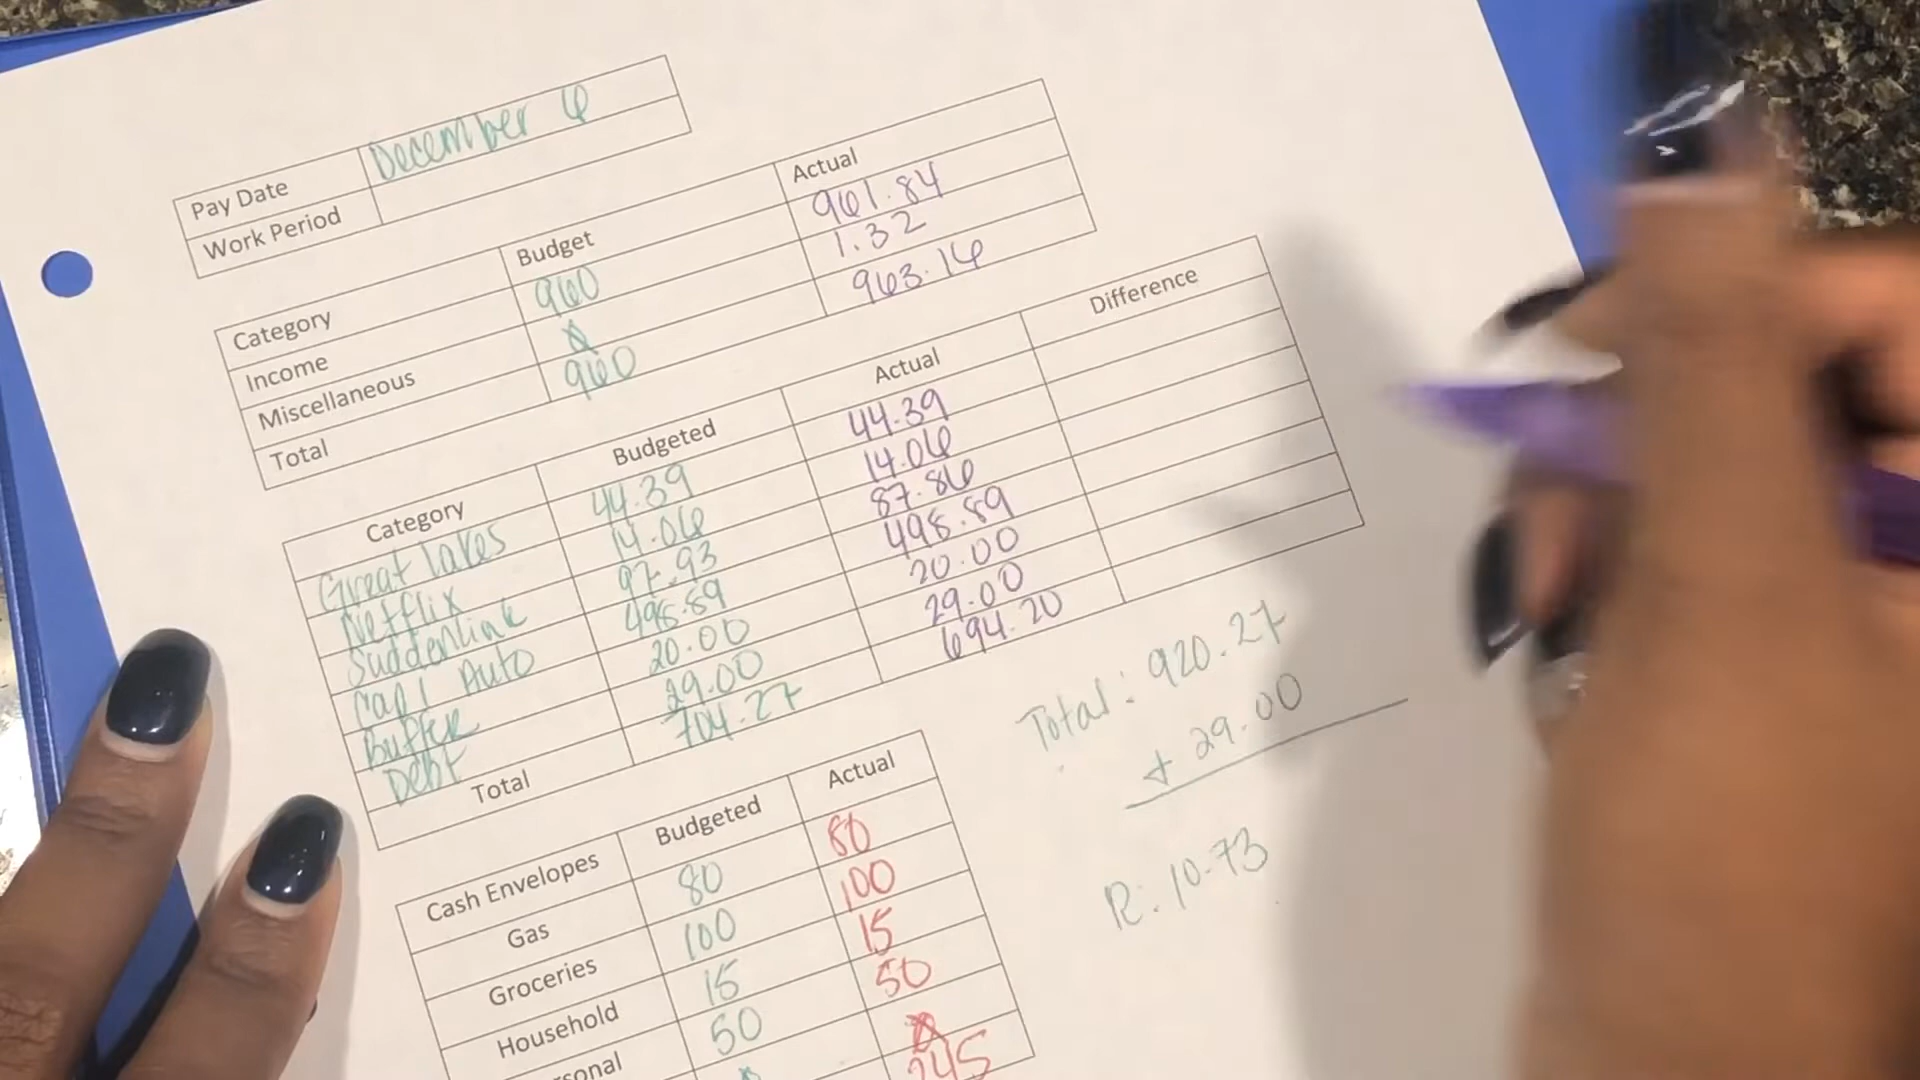 Pay Date December 6
Work Period
Category Budget Actual
Income 960 961.84
Miscellaneous 1.32
Total 960 963.16
Category Budgeted Actual Difference
Great Lakes 44.39 44.39
Netflix 14.06 14.06
Suddenlink 97.93 87.86
Cap1 Auto 498.89 498.89
Buffer 20.00 20.00
Debt 29.00 29.00
Total 704.27 694.20
Total: 920.27
+ 29.00
R: 10.73
Cash Envelopes Budgeted Actual
Gas 80 80
Groceries 100 100
Household 15 15
sonal 50 50
245